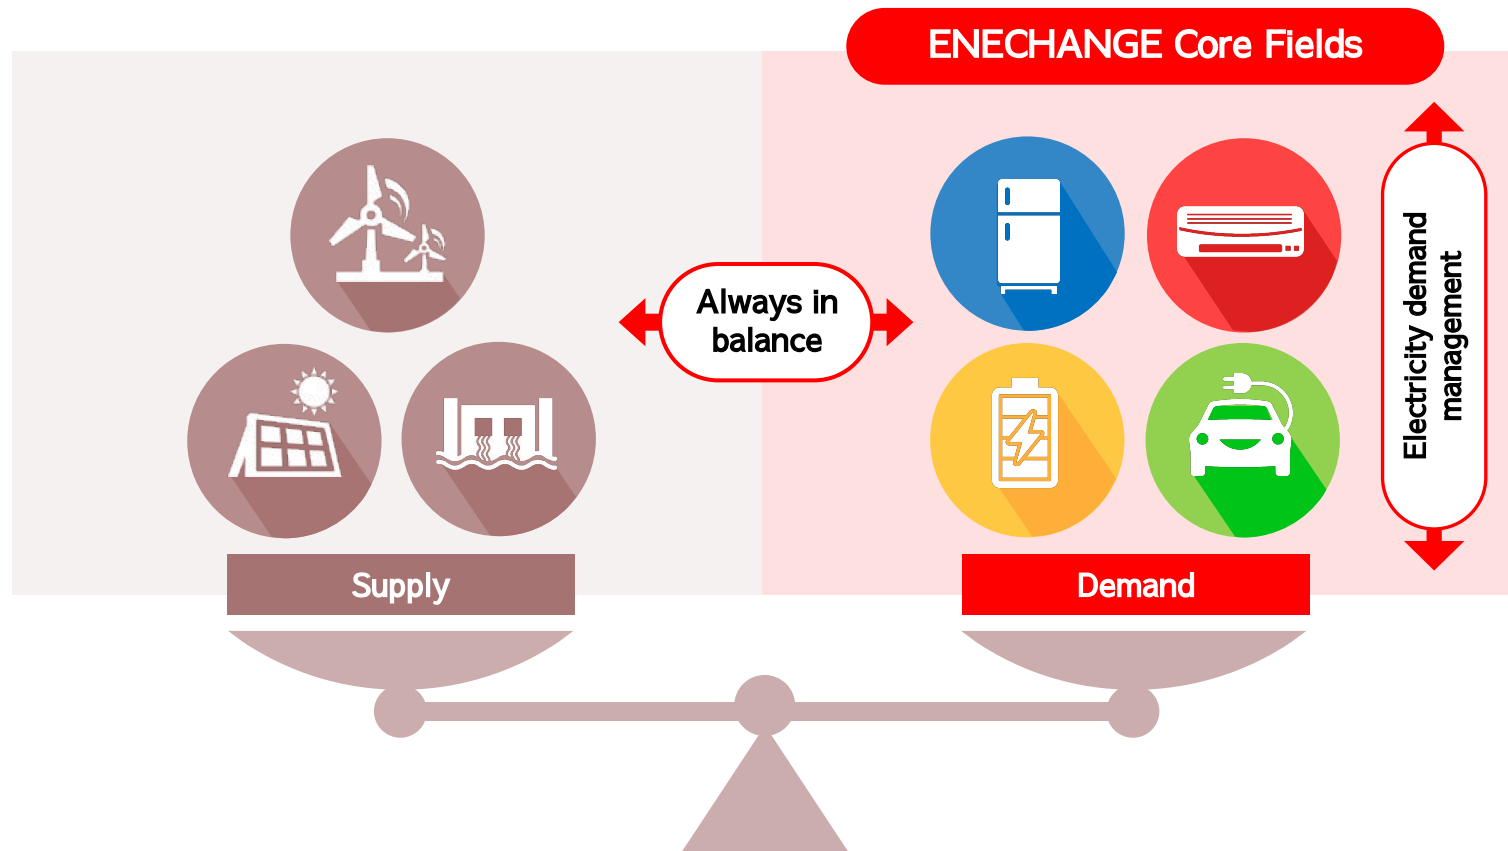 ENECHANGE Core Fields
Always in
balance
Electricity demand
management
Supply
Demand